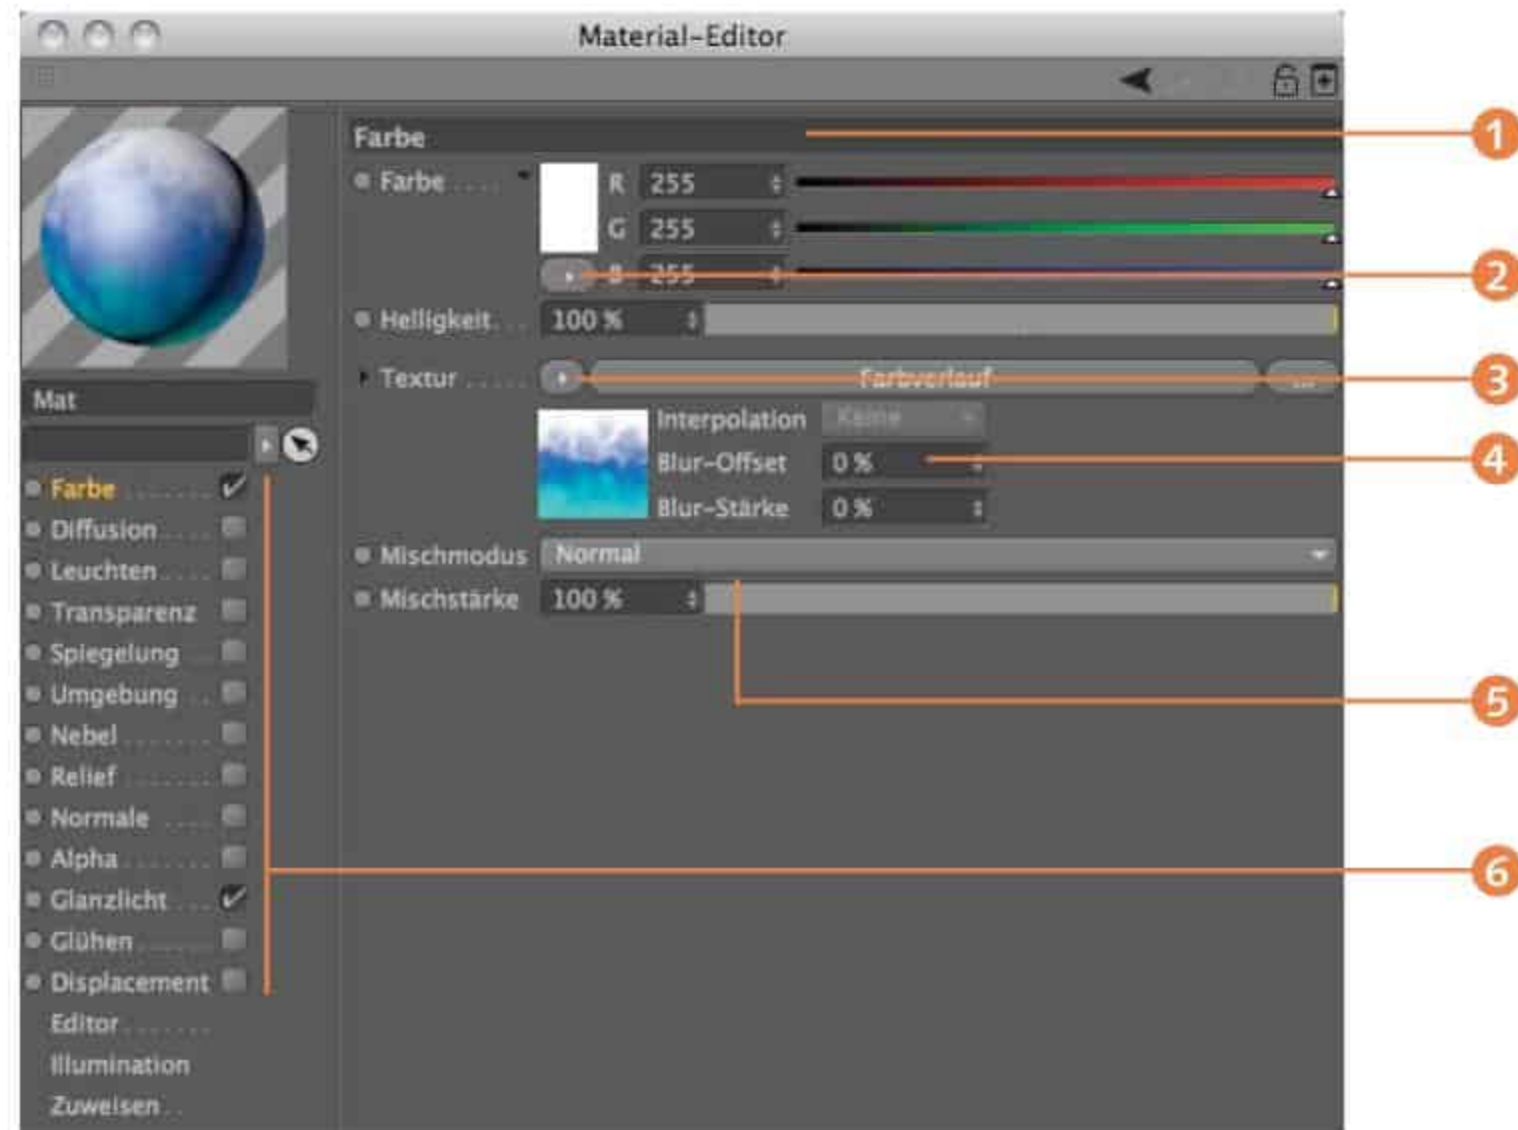 Material-Editor
Farbe
1
Farbe .... R 255
G 255
B 255
2
Helligkeit... 100 %
Textur ..... Farbverlauf ...
3
Interpolation Keine
Blur-Offset 0 %
4
Blur-Stärke 0 %
Mischmodus Normal
Mischstärke 100 %
5
6
Mat
Farbe .......
Diffusion ....
Leuchten ....
Transparenz
Spiegelung ..
Umgebung ..
Nebel .......
Relief .......
Normale ....
Alpha .......
Glanzlicht ...
Glühen ......
Displacement
Editor .......
Illumination
Zuweisen ..